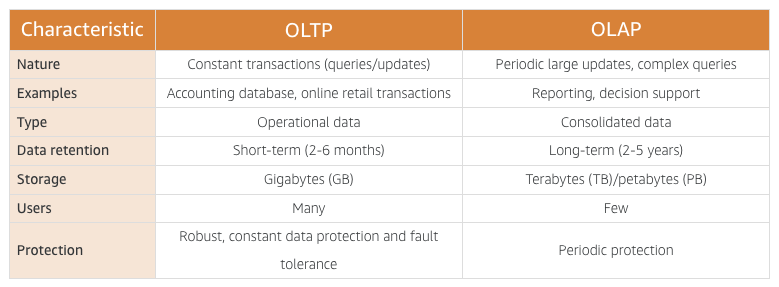 Characteristic OLTP OLAP
Nature Constant transactions (queries/updates) Periodic large updates, complex queries
Examples Accounting database, online retail transactions Reporting, decision support
Type Operational data Consolidated data
Data retention Short-term (2-6 months) Long-term (2-5 years)
Storage Gigabytes (GB) Terabytes (TB)/petabytes (PB)
Users Many Few
Protection Robust, constant data protection and fault tolerance Periodic protection